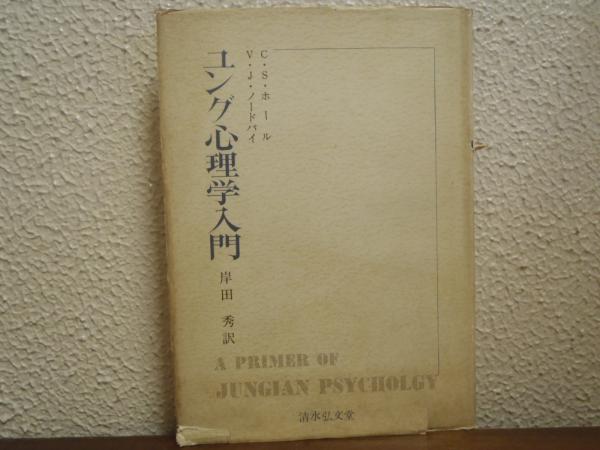 C・S・ホール
V・J・ノードバイ
ユング心理学入門
岸田秀訳
A PRIMER OF
JUNGIAN PSYCHOLGY
清水弘文堂